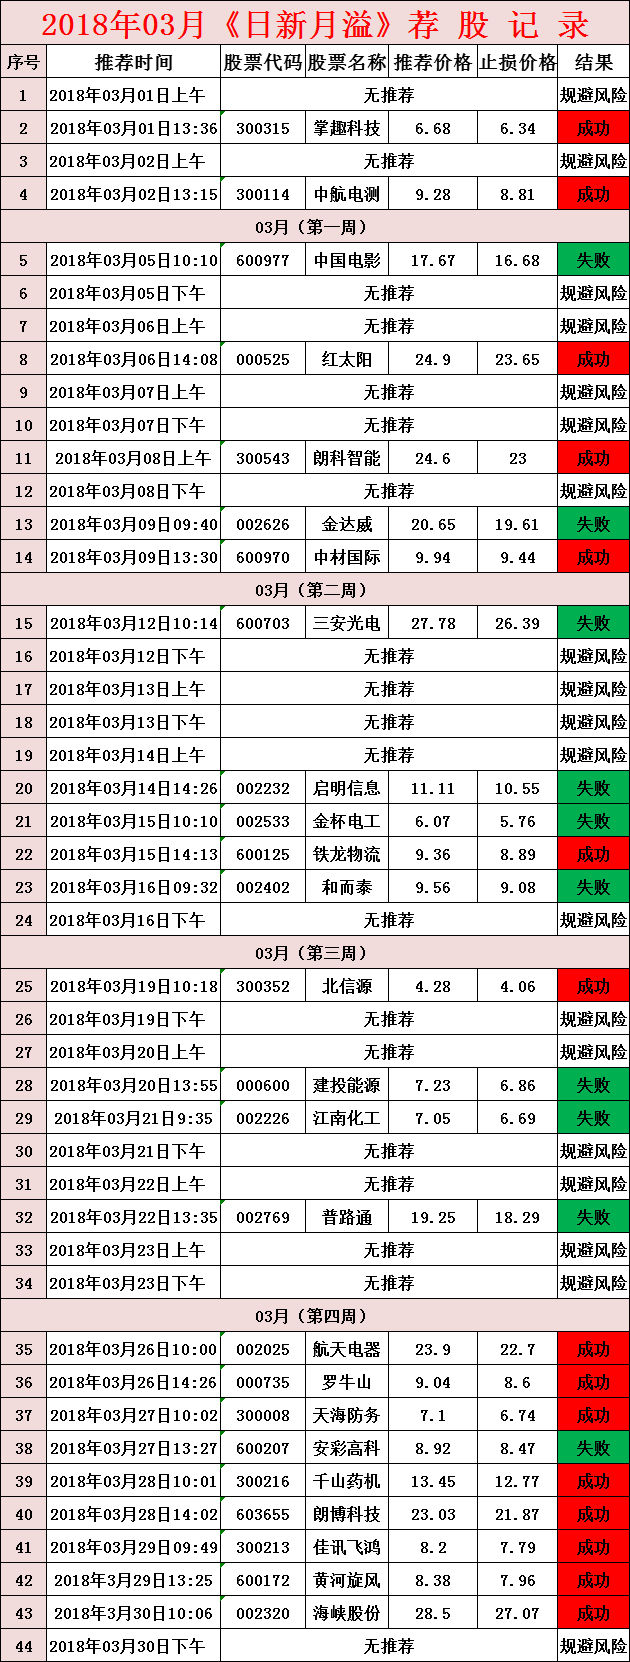 2018年03月《日新月溢》荐 股 记 录
序号 推荐时间 股票代码 股票名称 推荐价格 止损价格 结果
1 2018年03月01日上午 无推荐 规避风险
2 2018年03月01日13:36 300315 掌趣科技 6.68 6.34 成功
3 2018年03月02日上午 无推荐 规避风险
4 2018年03月02日13:15 300114 中航电测 9.28 8.81 成功
03月（第一周）
5 2018年03月05日10:10 600977 中国电影 17.67 16.68 失败
6 2018年03月05日下午 无推荐 规避风险
7 2018年03月06日上午 无推荐 规避风险
8 2018年03月06日14:08 000525 红太阳 24.9 23.65 成功
9 2018年03月07日上午 无推荐 规避风险
10 2018年03月07日下午 无推荐 规避风险
11 2018年03月08日上午 300543 朗科智能 24.6 23 成功
12 2018年03月08日下午 无推荐 规避风险
13 2018年03月09日09:40 002626 金达威 20.65 19.61 失败
14 2018年03月09日13:30 600970 中材国际 9.94 9.44 成功
03月（第二周）
15 2018年03月12日10:14 600703 三安光电 27.78 26.39 失败
16 2018年03月12日下午 无推荐 规避风险
17 2018年03月13日上午 无推荐 规避风险
18 2018年03月13日下午 无推荐 规避风险
19 2018年03月14日上午 无推荐 规避风险
20 2018年03月14日14:26 002232 启明信息 11.11 10.55 失败
21 2018年03月15日10:10 002533 金杯电工 6.07 5.76 失败
22 2018年03月15日14:13 600125 铁龙物流 9.36 8.89 成功
23 2018年03月16日09:32 002402 和而泰 9.56 9.08 失败
24 2018年03月16日下午 无推荐 规避风险
03月（第三周）
25 2018年03月19日10:18 300352 北信源 4.28 4.06 成功
26 2018年03月19日下午 无推荐 规避风险
27 2018年03月20日上午 无推荐 规避风险
28 2018年03月20日13:55 000600 建投能源 7.23 6.86 失败
29 2018年03月21日9:35 002226 江南化工 7.05 6.69 失败
30 2018年03月21日下午 无推荐 规避风险
31 2018年03月22日上午 无推荐 规避风险
32 2018年03月22日13:35 002769 普路通 19.25 18.29 失败
33 2018年03月23日上午 无推荐 规避风险
34 2018年03月23日下午 无推荐 规避风险
03月（第四周）
35 2018年03月26日10:00 002025 航天电器 23.9 22.7 成功
36 2018年03月26日14:26 000735 罗牛山 9.04 8.6 成功
37 2018年03月27日10:02 300008 天海防务 7.1 6.74 成功
38 2018年03月27日13:27 600207 安彩高科 8.92 8.47 失败
39 2018年03月28日10:01 300216 千山药机 13.45 12.77 成功
40 2018年03月28日14:02 603655 朗博科技 23.03 21.87 成功
41 2018年03月29日09:49 300213 佳讯飞鸿 8.2 7.79 成功
42 2018年3月29日13:25 600172 黄河旋风 8.38 7.96 成功
43 2018年3月30日10:06 002320 海峡股份 28.5 27.07 成功
44 2018年03月30日下午 无推荐 规避风险